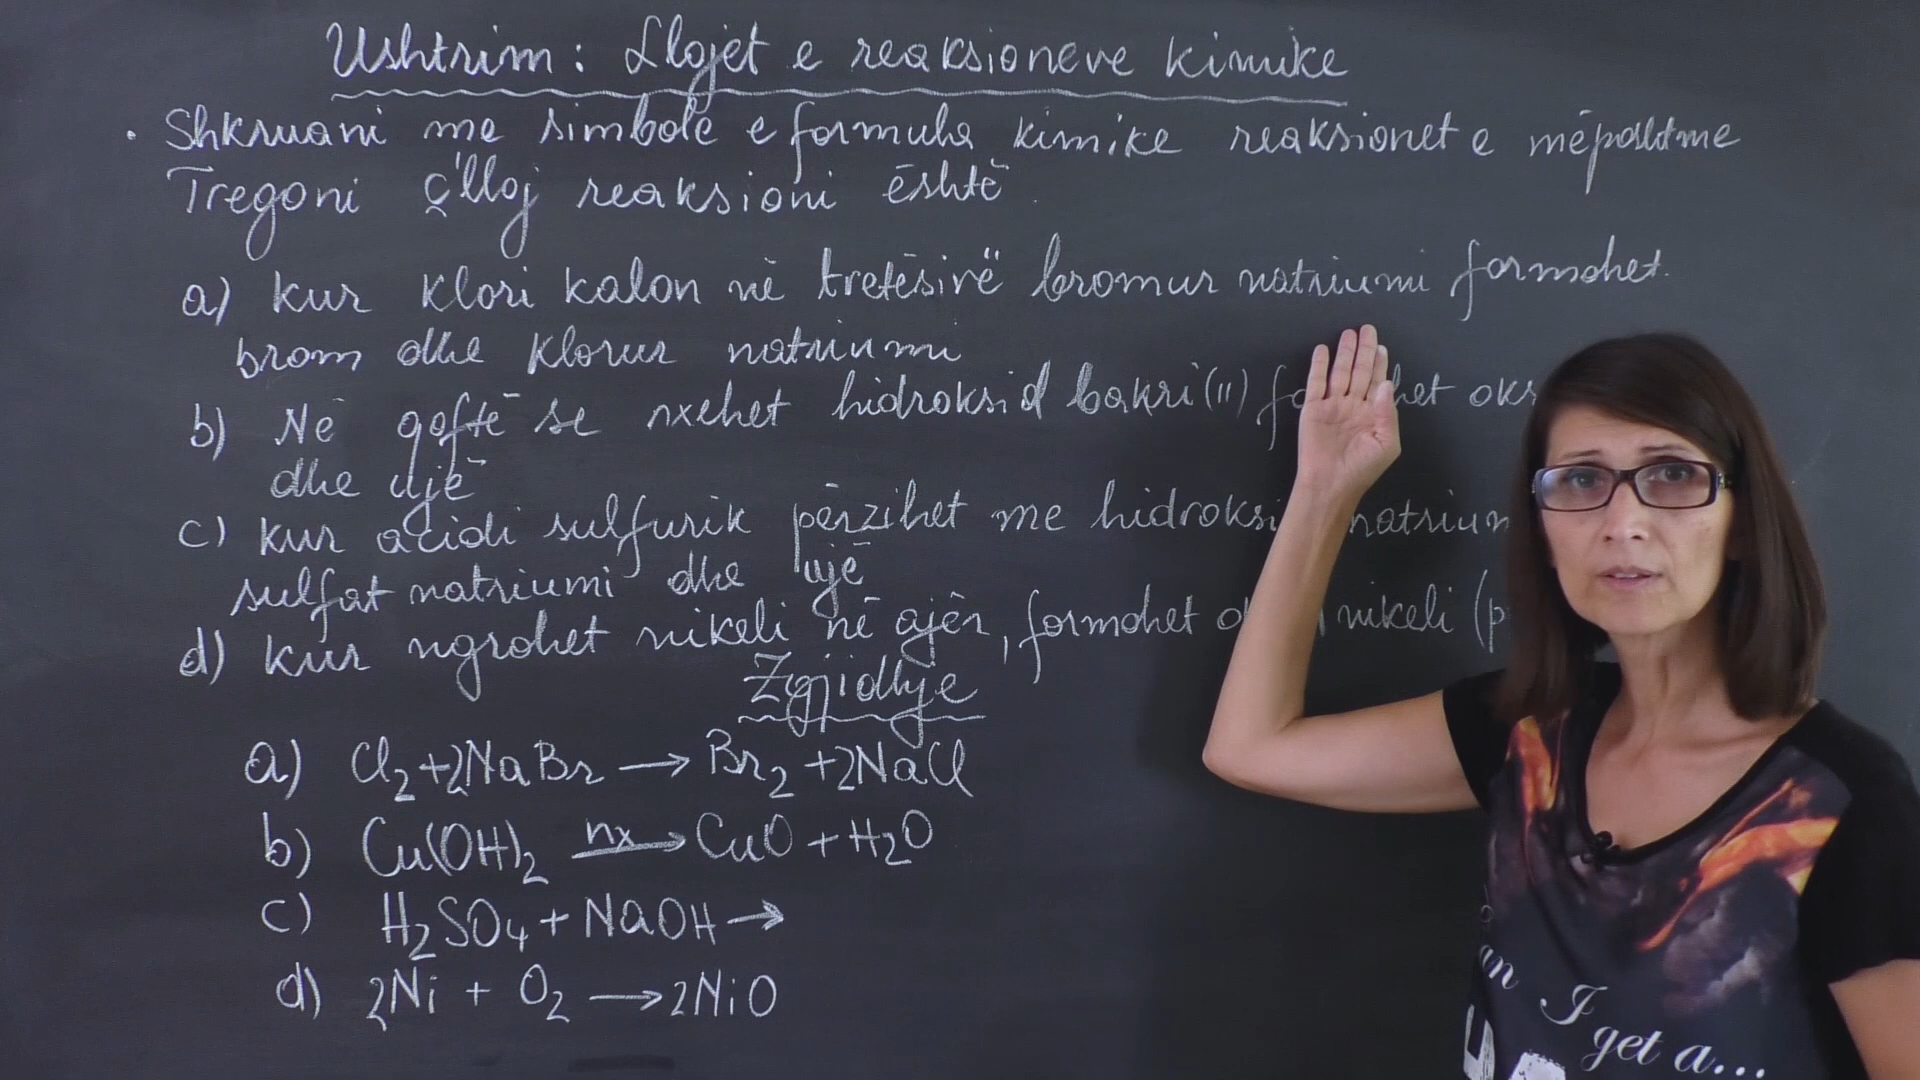 Ushtrim: Llojet e reaksioneve kimike
• Shkruani me simbole e formula kimike reaksionet e mëposhtme
Tregoni ç'lloj reaksioni është.
a) kur klori kalon në tretësirë bromur natriumi formohet
brom dhe klorur natriumi
b) Në qoftë se nxehet hidroksid bakri(II)
dhe ujë
c) kur acidi sulfurik përzihet me
sulfat natriumi dhe ujë
d) kur ngrohet nikeli në ajër, formohet nikeli
Zgjidhje
a) Cl₂+2NaBr → Br₂ +2NaCl
b) Cu(OH)₂ nx→ CuO + H₂O
c) H₂SO₄ + NaOH →
d) 2Ni + O₂ → 2NiO
an I get a...